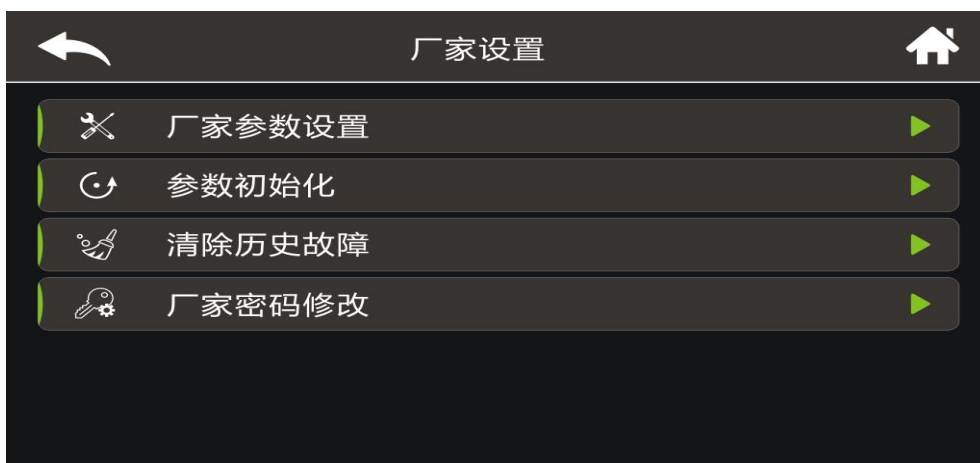 厂家设置
厂家参数设置
参数初始化
清除历史故障
厂家密码修改